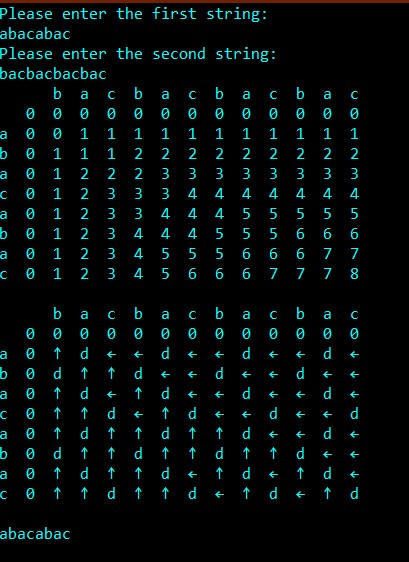 Please enter the first string:
abacabac
Please enter the second string:
bacbacbacbac
b a c b a c b a c b a c
0 0 0 0 0 0 0 0 0 0 0 0 0
a 0 0 1 1 1 1 1 1 1 1 1 1 1
b 0 1 1 1 2 2 2 2 2 2 2 2 2
a 0 1 2 2 2 3 3 3 3 3 3 3 3
c 0 1 2 3 3 3 4 4 4 4 4 4 4
a 0 1 2 3 3 4 4 4 5 5 5 5 5
b 0 1 2 3 4 4 4 5 5 5 6 6 6
a 0 1 2 3 4 5 5 5 6 6 6 7 7
c 0 1 2 3 4 5 6 6 6 7 7 7 8
b a c b a c b a c b a c
0 0 0 0 0 0 0 0 0 0 0 0 0
a 0 ↑ d ← ← d ← ← d ← ← d ←
b 0 d ↑ ↑ d ← ← d ← ← d ← ←
a 0 ↑ d ← ↑ d ← ← d ← ← d ←
c 0 ↑ ↑ d ← ↑ d ← ← d ← ← d
a 0 ↑ d ↑ ↑ d ↑ ↑ d ← ← d ←
b 0 d ↑ ↑ d ↑ ↑ d ↑ ↑ d ← ←
a 0 ↑ d ↑ ↑ d ← ↑ d ← ↑ d ←
c 0 ↑ ↑ d ↑ ↑ d ← ↑ d ← ↑ d
abacabac